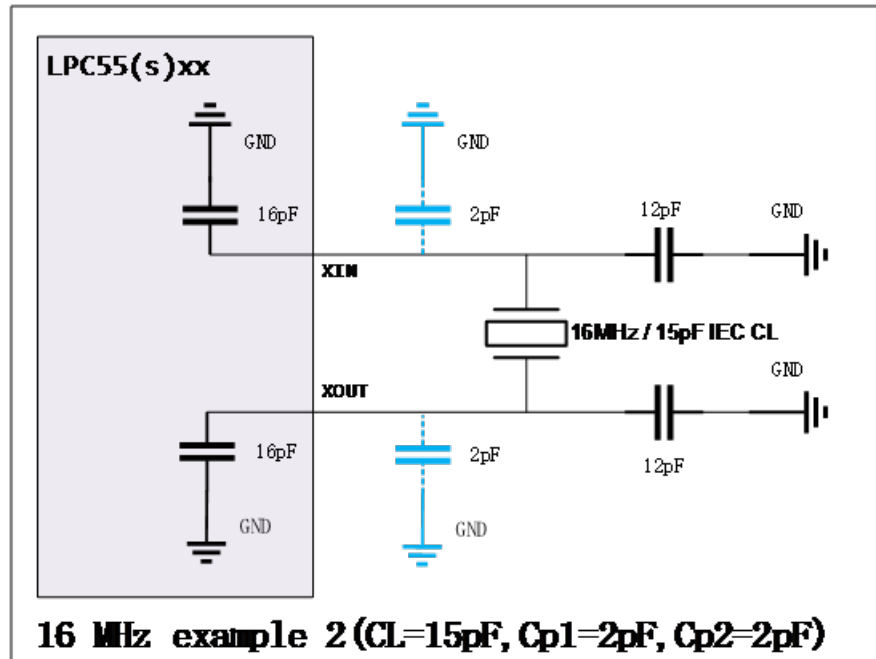 LPC55(s)xx
GND
GND
16pF
2pF
12pF
GND
XIN
16MHz / 15pF IEC CL
XOUT
GND
16pF
2pF
12pF
GND
GND
16 MHz example 2(CL=15pF, Cp1=2pF, Cp2=2pF)